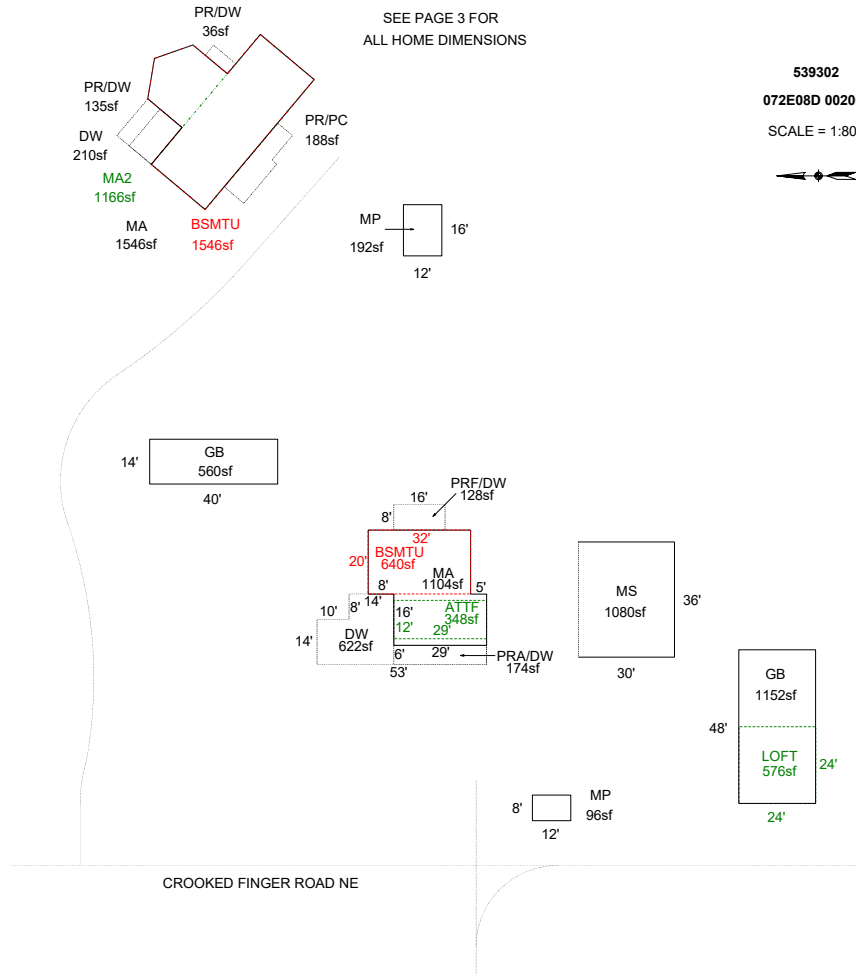 PR/DW
36sf
SEE PAGE 3 FOR
ALL HOME DIMENSIONS
539302
072E08D 0020
SCALE = 1:80
PR/DW
135sf
DW
210sf
MA2
1166sf
MA
1546sf
BSMTU
1546sf
PR/PC
188sf
MP
192sf
16'
12'
14'
GB
560sf
40'
PRF/DW
128sf
16'
8'
32'
20'
BSMTU
640sf
MA
1104sf
8'
5'
14'
10'
8'
16'
12'
ATTF
348sf
29'
14'
DW
622sf
6'
29'
53'
PRA/DW
174sf
MS
1080sf
36'
30'
GB
1152sf
48'
LOFT
576sf
24'
24'
8'
MP
96sf
12'
CROOKED FINGER ROAD NE